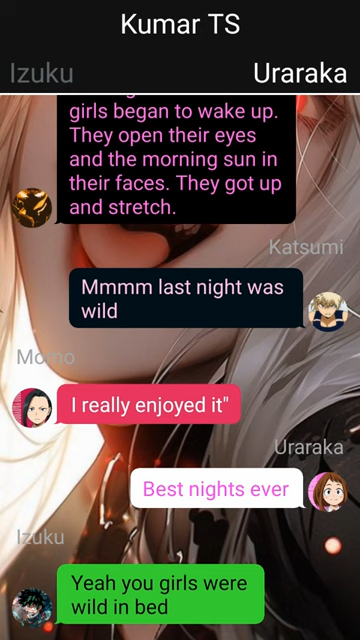 Kumar TS
Izuku
Uraraka
girls began to wake up.
They open their eyes
and the morning sun in
their faces. They got up
and stretch.
Katsumi
Mmmm last night was
wild
Momo
I really enjoyed it"
Uraraka
Best nights ever
Izuku
Yeah you girls were
wild in bed